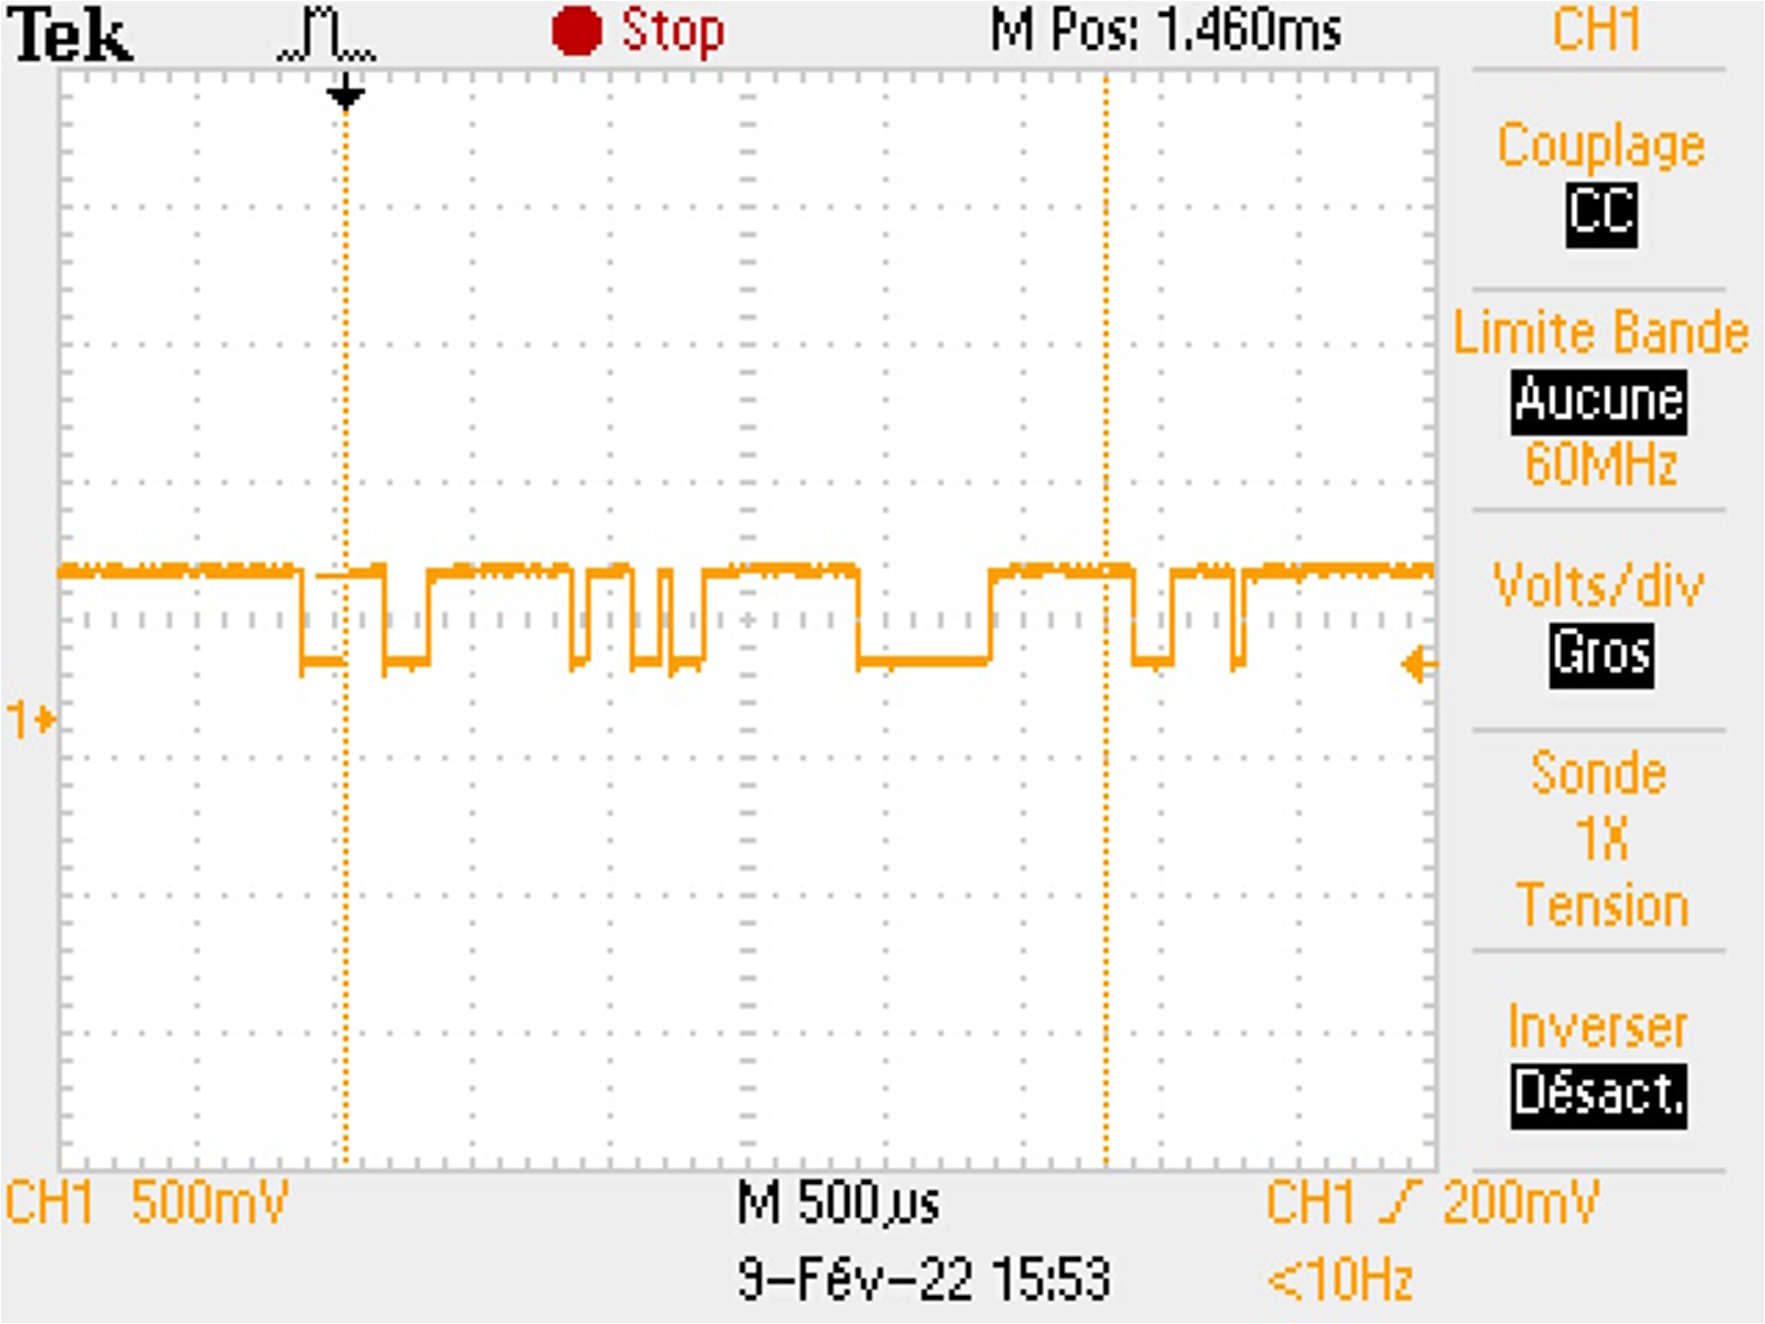 Tek Stop M Pos: 1.460ms CH1
Couplage
CC
Limite Bande
Aucune
60MHz
Volts/div
Gros
1
Sonde
1X
Tension
Inverser
Désact.
CH1 500mV M 500µs CH1 200mV
9-Fév-22 15:53 <10Hz